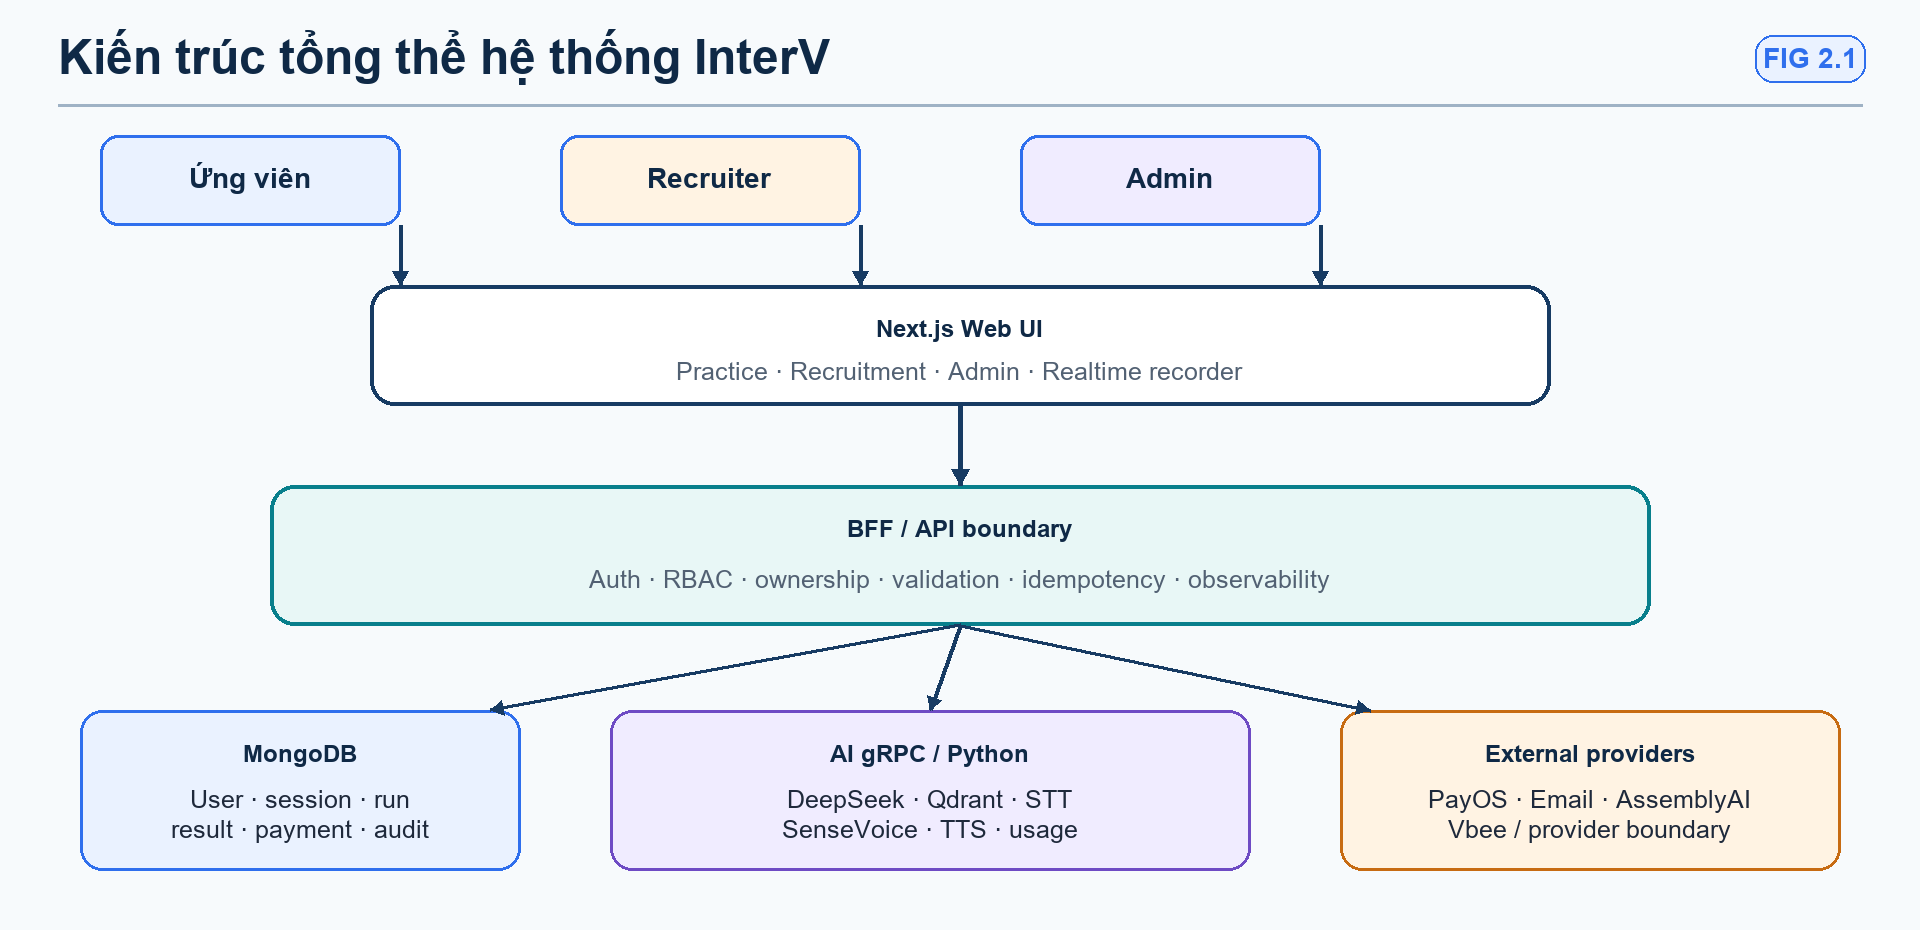 Kiến trúc tổng thể hệ thống InterV
FIG 2.1
Ứng viên
Recruiter
Admin
Next.js Web UI
Practice · Recruitment · Admin · Realtime recorder
BFF / API boundary
Auth · RBAC · ownership · validation · idempotency · observability
MongoDB
User · session · run
result · payment · audit
AI gRPC / Python
DeepSeek · Qdrant · STT
SenseVoice · TTS · usage
External providers
PayOS · Email · AssemblyAI
Vbee / provider boundary